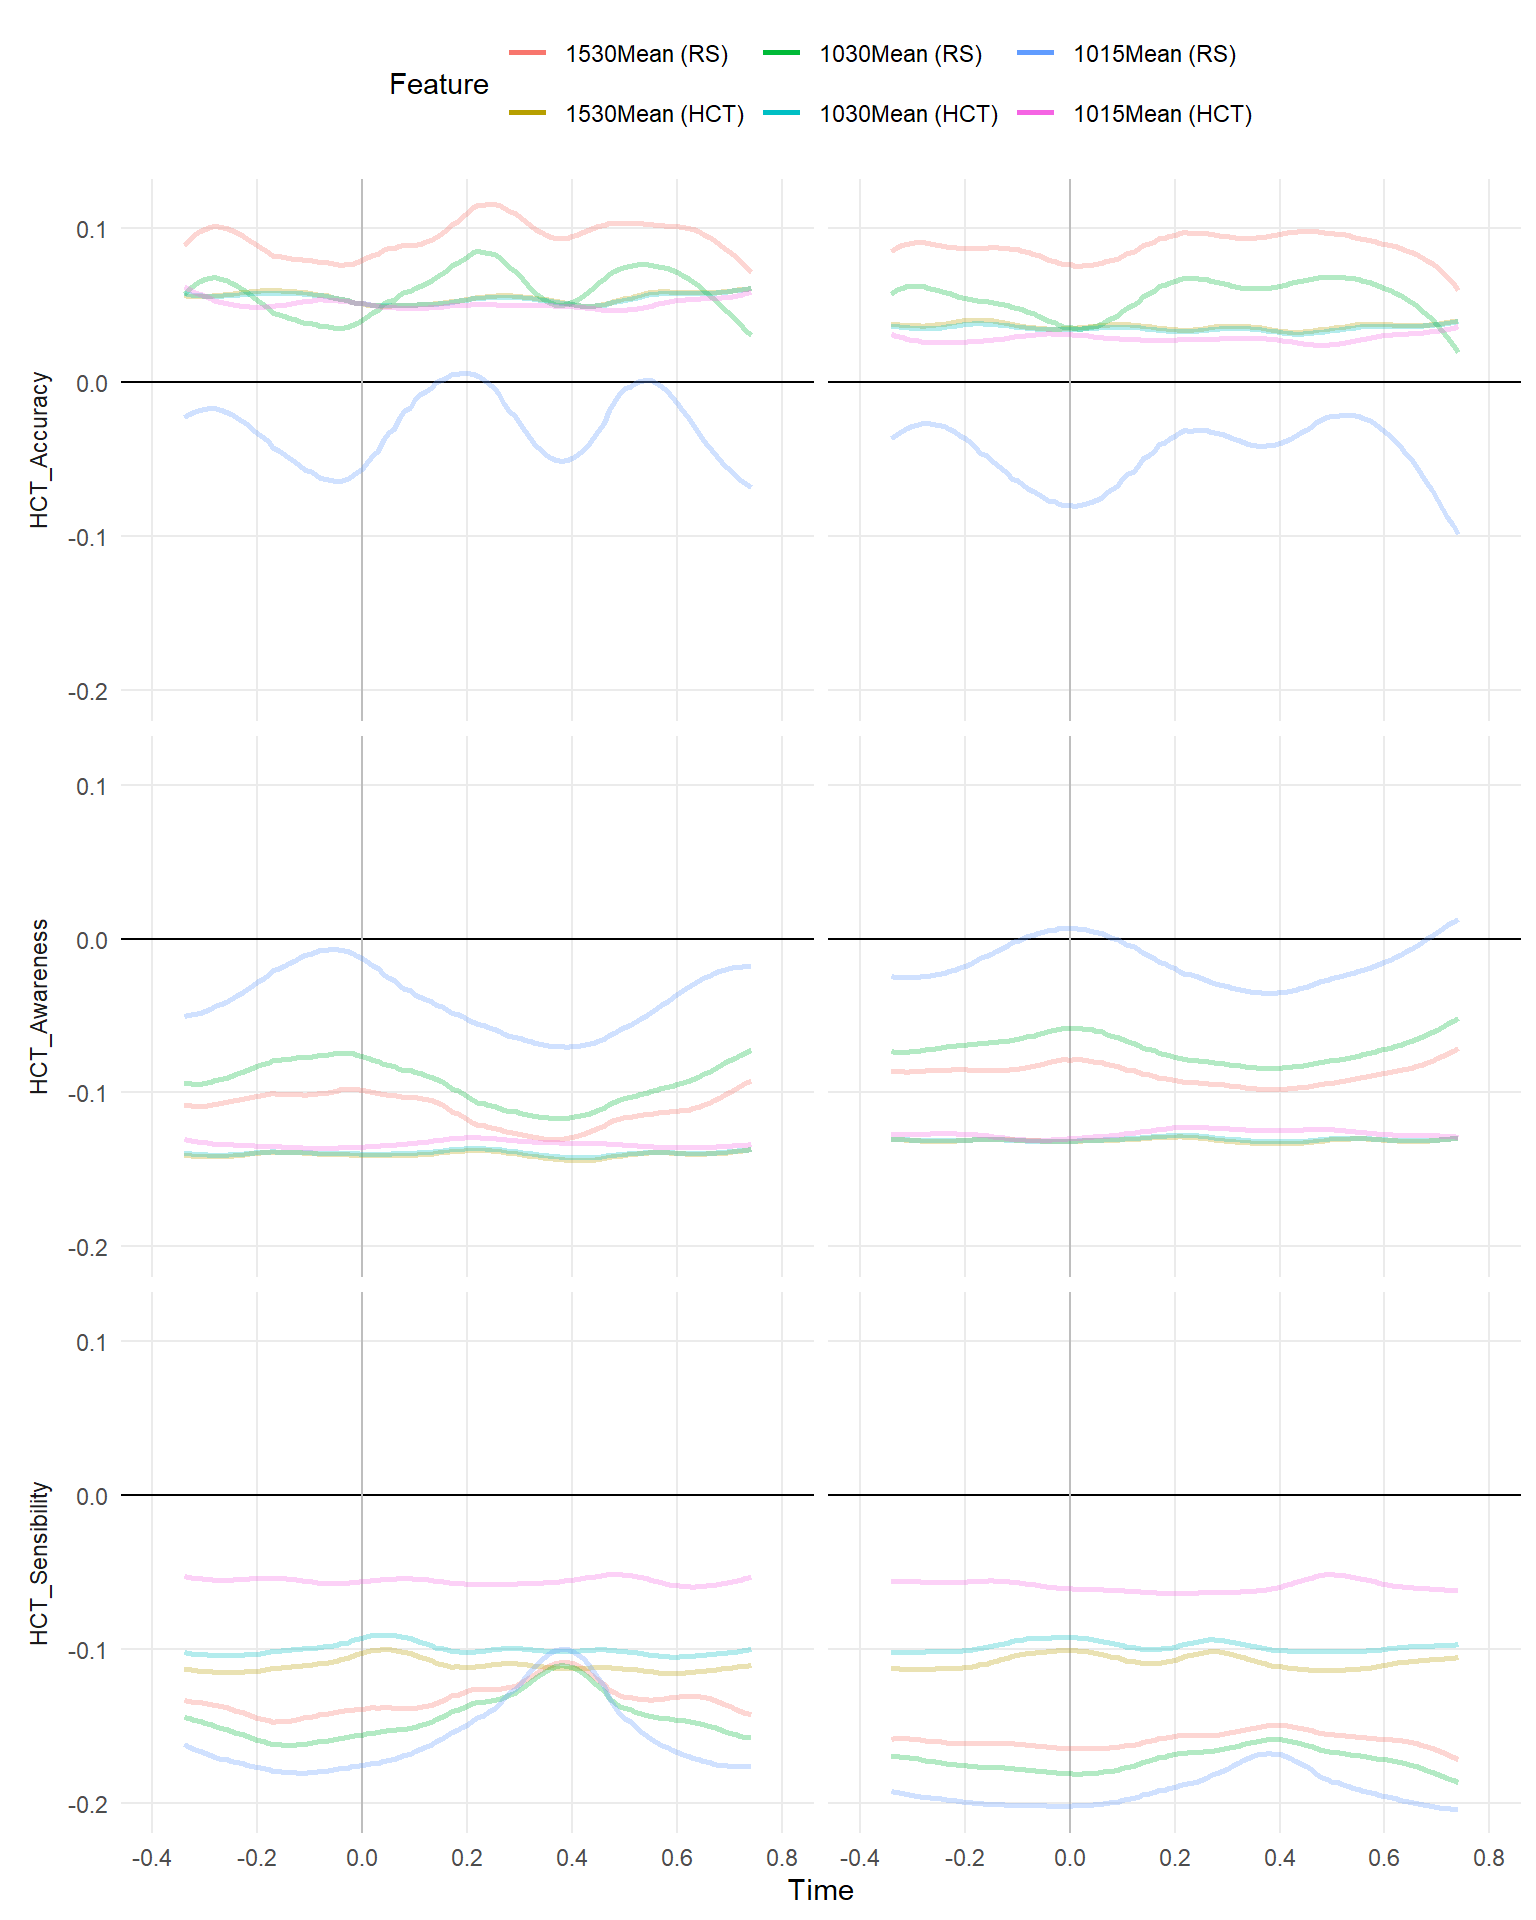 1530Mean (RS) 1030Mean (RS) 1015Mean (RS)
Feature
1530Mean (HCT) 1030Mean (HCT) 1015Mean (HCT)
HCT_Accuracy
0.1
0.0
-0.1
-0.2
HCT_Awareness
0.1
0.0
-0.1
-0.2
HCT_Sensibility
0.1
0.0
-0.1
-0.2
-0.4 -0.2 0.0 0.2 0.4 0.6 0.8 -0.4 -0.2 0.0 0.2 0.4 0.6 0.8
Time